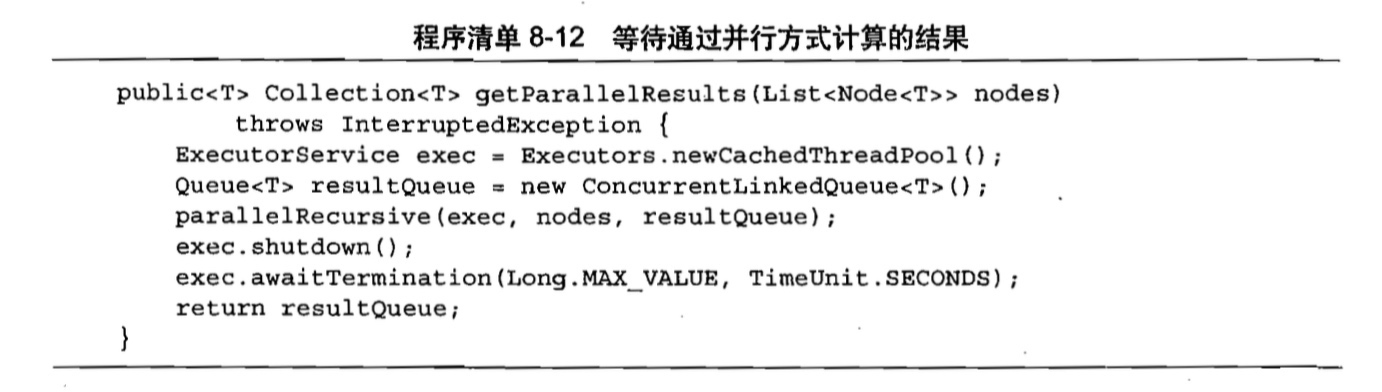 程序清单 8-12 等待通过并行方式计算的结果
public<T> Collection<T> getParallelResults(List<Node<T>> nodes)
        throws InterruptedException {
    ExecutorService exec = Executors.newCachedThreadPool();
    Queue<T> resultQueue = new ConcurrentLinkedQueue<T>();
    parallelRecursive(exec, nodes, resultQueue);
    exec.shutdown();
    exec.awaitTermination(Long.MAX_VALUE, TimeUnit.SECONDS);
    return resultQueue;
}